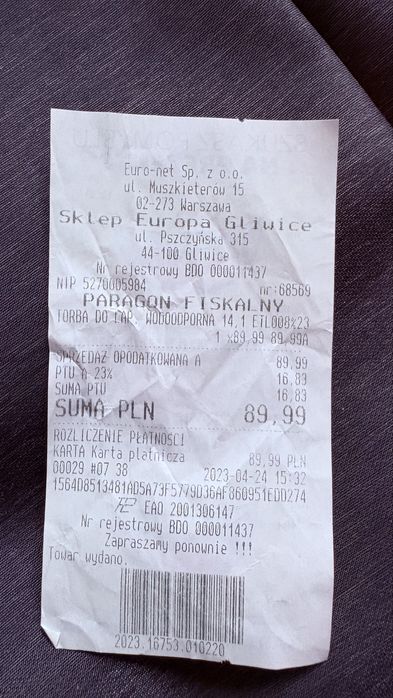 Euro-net Sp. z o.o.
ul. Muszkieterów 15
02-273 Warszawa
Sklep Europa Gliwice
ul. Pszczyńska 315
44-100 Gliwice
Nr rejestrowy BDO 000011437
NIP 5270005984 nr:68569
PARAGON FISKALNY
TORBA DO LAP. WODOODPORNA 14,1 ETL008%23
1 x89,99 89,99A
SPRZEDAŻ OPODATKOWANA A 89,99
PTU A 23% 16,83
SUMA PTU 16,83
SUMA PLN 89,99
ROZLICZENIE PŁATNOŚCI
KARTA Karta płatnicza 89,99 PLN
00029 #07 38 2023-04-24 15:32
1564D8513481AD5A73F5779D36AF860951EDD274
EAO 2001306147
Nr rejestrowy BDO 000011437
Zapraszamy ponownie !!!
Towar wydano.
2023.16753.010220